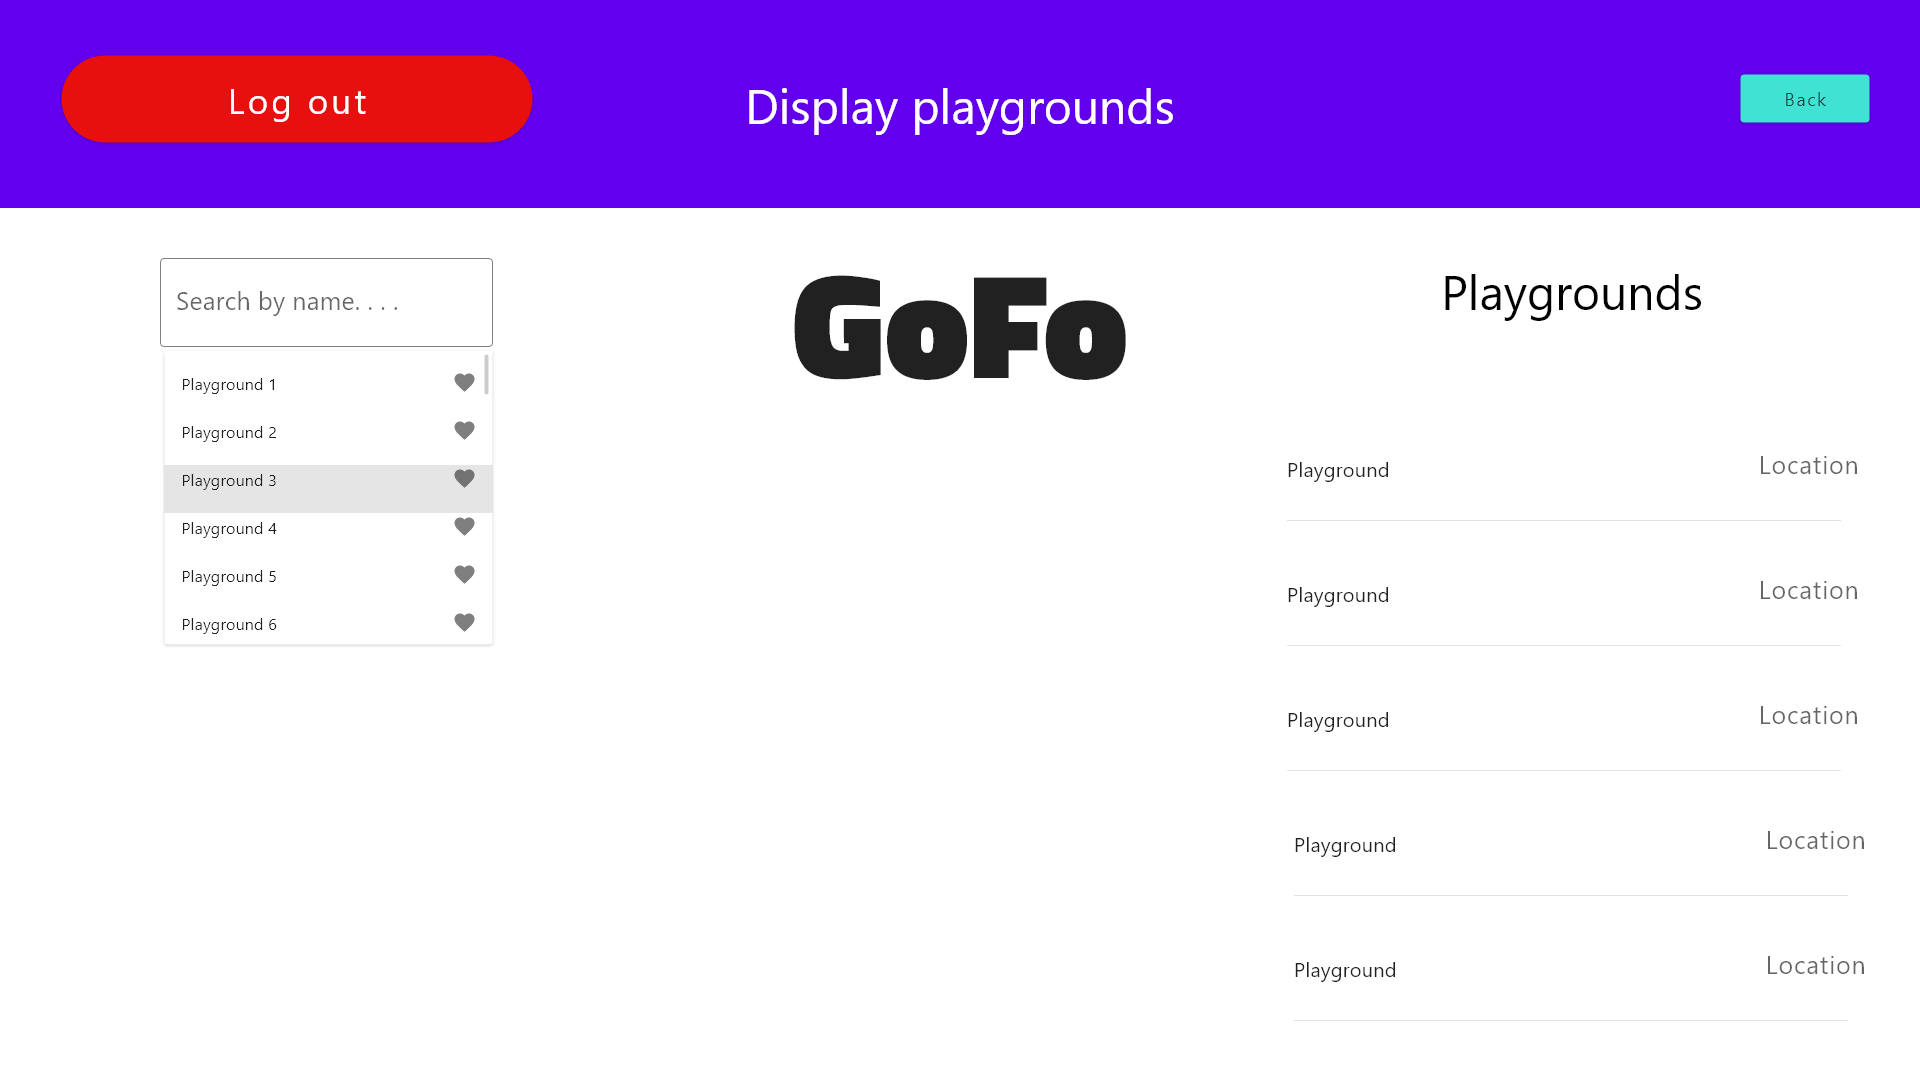 Log out
Display playgrounds
Back
Search by name. . . .
Playground 1
Playground 2
Playground 3
Playground 4
Playground 5
Playground 6
GoFo
Playgrounds
Playground Location
Playground Location
Playground Location
Playground Location
Playground Location